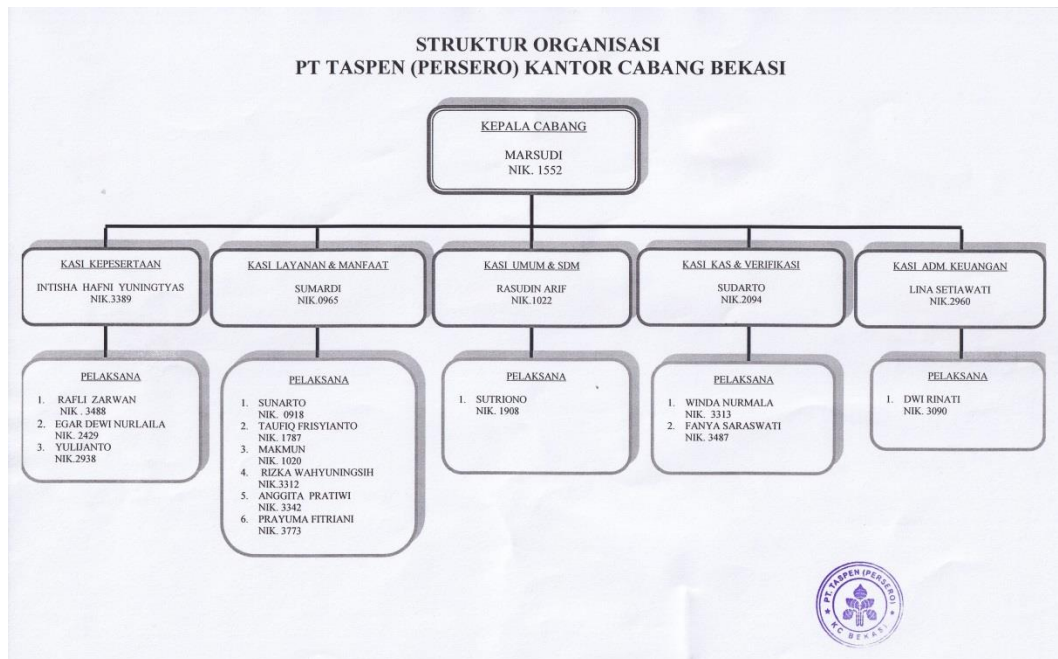 STRUKTUR ORGANISASI
PT TASPEN (PERSERO) KANTOR CABANG BEKASI
KEPALA CABANG
MARSUDI
NIK. 1552
KASI KEPESERTAAN
INTISHA HAFNI YUNINGTYAS
NIK.3389
KASI LAYANAN & MANFAAT
SUMARDI
NIK.0965
KASI UMUM & SDM
RASUDIN ARIF
NIK.1022
KASI KAS & VERIFIKASI
SUDARTO
NIK.2094
KASI ADM KEUANGAN
LINA SETIAWATI
NIK.2960
PELAKSANA
1. RAFLI ZARWAN
NIK . 3488
2. EGAR DEWI NURLAILA
NIK. 2429
3. YULIJANTO
NIK.2938
PELAKSANA
1. SUNARTO
NIK. 0918
2. TAUFIQ FRISYIANTO
NIK. 1787
3. MAKMUN
NIK. 1020
4. RIZKA WAHYUNINGSIH
NIK.3312
5. ANGGITA PRATIWI
NIK. 3342
6. PRAYUMA FITRIANI
NIK. 3773
PELAKSANA
1. SUTRIONO
NIK. 1908
PELAKSANA
1. WINDA NURMALA
NIK. 3313
2. FANYA SARASWATI
NIK. 3487
PELAKSANA
1. DWI RINATI
NIK. 3090
PT. TASPEN (PERSERO)
KC BEKASI